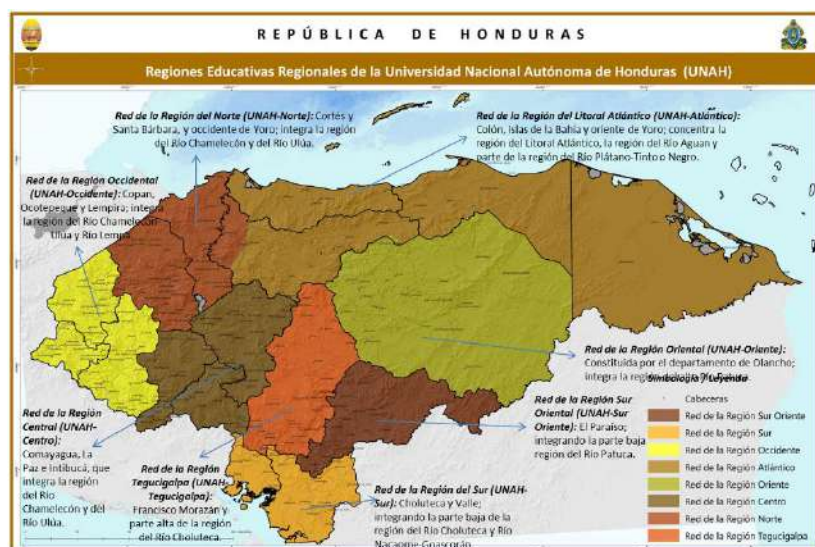 REPÚBLICA DE HONDURAS
Regiones Educativas Regionales de la Universidad Nacional Autónoma de Honduras (UNAH)
Red de la Región del Norte (UNAH-Norte): Cortés y
Santa Bárbara, y occidente de Yoro; integra la región
del Río Chamelecón y del Río Ulúa.
Red de la Región del Litoral Atlántico (UNAH-Atlántico):
Colón, Islas de la Bahía y oriente de Yoro; concentra la
región del Litoral Atlántico, la región del Río Aguan y
parte de la región del Río Plátano-Tinto o Negro.
Red de la Región Occidental
(UNAH-Occidente): Copan,
Ocotepeque y Lempira; integra
la región del Río Chamelecón
Ulúa y Río Lempa.
Red de la Región Oriental (UNAH-Oriente):
Constituida por el departamento de Olancho;
integra la región Río Patuca.
Simbología / Leyenda
Cabeceras
Red de la Región Sur Oriente
Red de la Región Sur
Red de la Región Occidente
Red de la Región Atlántico
Red de la Región Oriente
Red de la Región Centro
Red de la Región Norte
Red de la Región Tegucigalpa
Red de la Región Sur
Oriental (UNAH-Sur
Oriente): El Paraíso;
integrando la parte baja
región del Río Patuca.
Red de la Región
Central (UNAH-
Centro):
Comayagua, La
Paz e Intibucá, que
integra la región
del Río
Chamelecón y del
Río Ulúa.
Red de la Región
Tegucigalpa (UNAH-
Tegucigalpa):
Francisco Morazán y
parte alta de la región
del Río Choluteca.
Red de la Región del Sur (UNAH-
Sur): Choluteca y Valle;
integrando la parte baja de la
región del Río Choluteca y Río
Nacaome-Goascorán.